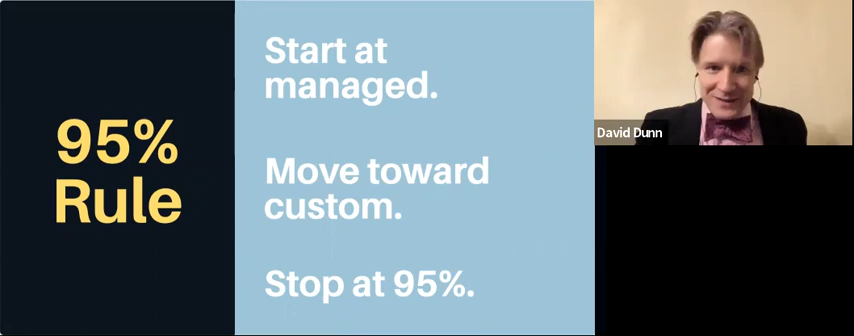 95%
Rule
Start at
managed.
Move toward
custom.
Stop at 95%.
David Dunn